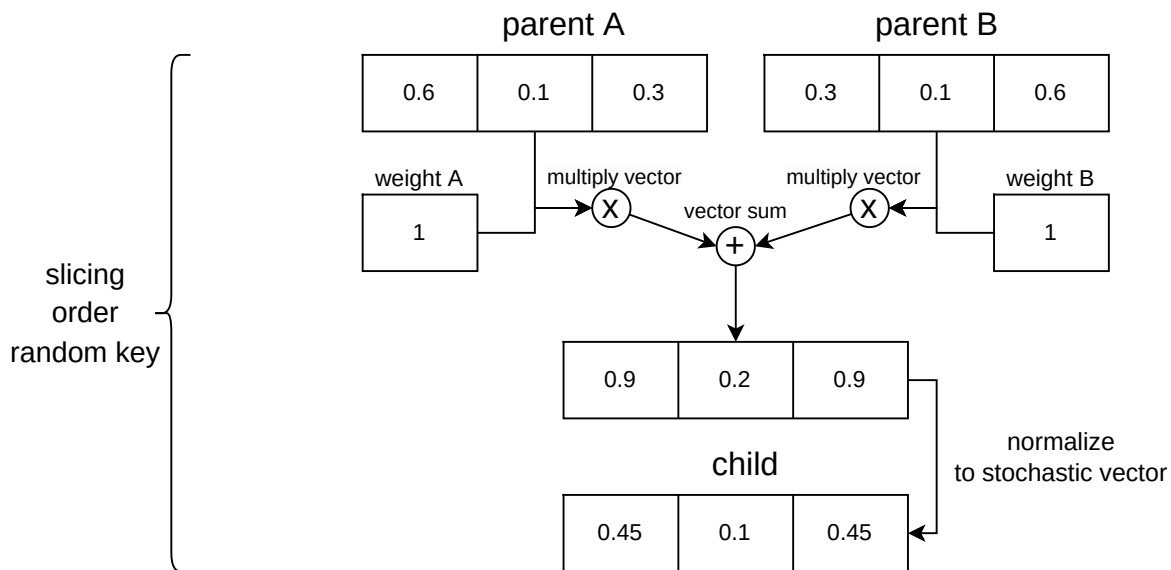 parent A
parent B
0.6
0.1
0.3
0.3
0.1
0.6
weight A
multiply vector
multiply vector
weight B
X
X
vector sum
1
+
1
slicing
order
random key
0.9
0.2
0.9
normalize
to stochastic vector
child
0.45
0.1
0.45